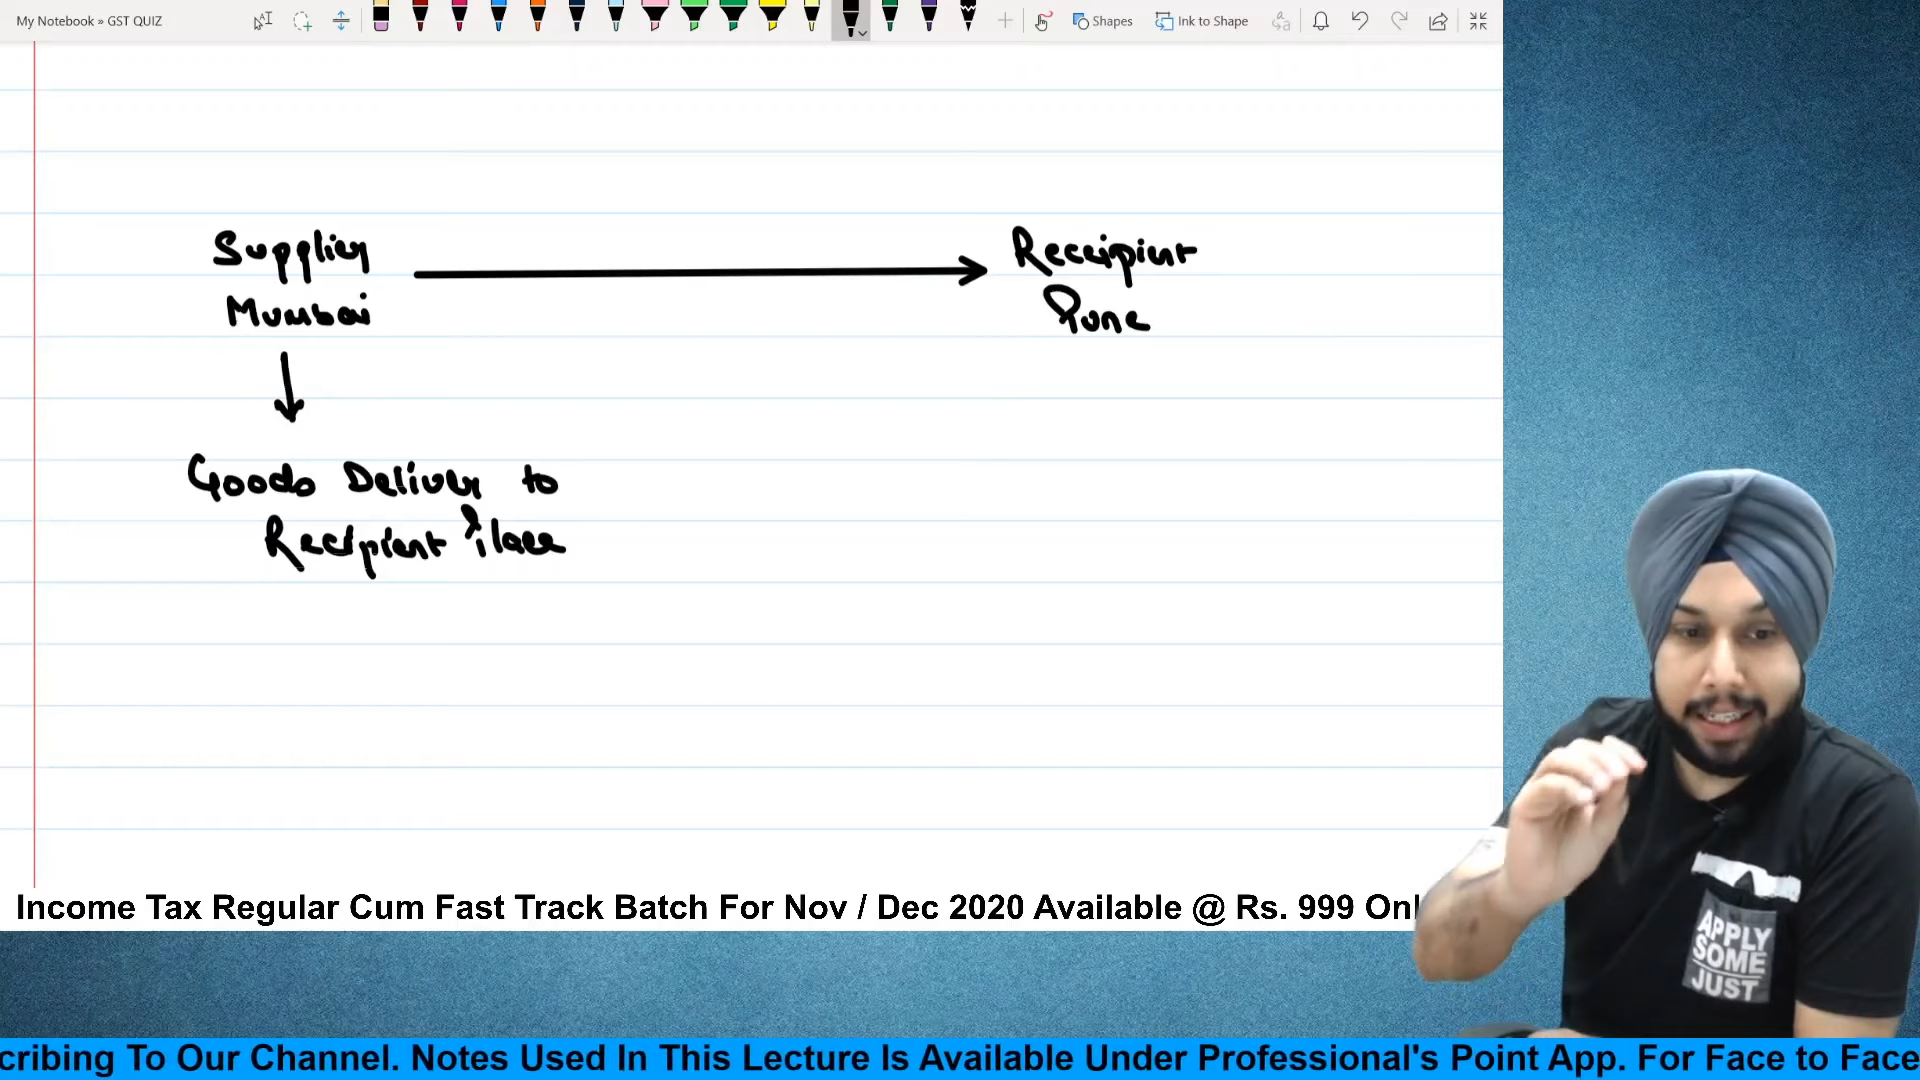 My Notebook » GST QUIZ
Shapes
Ink to Shape
Supplier
Mumbai
Receipient
Pune
Goods Deliver to
Recipient Place
Income Tax Regular Cum Fast Track Batch For Nov / Dec 2020 Available @ Rs. 999 Onl
APPLY
SOME
JUST
cribing To Our Channel. Notes Used In This Lecture Is Available Under Professional's Point App. For Face to Face